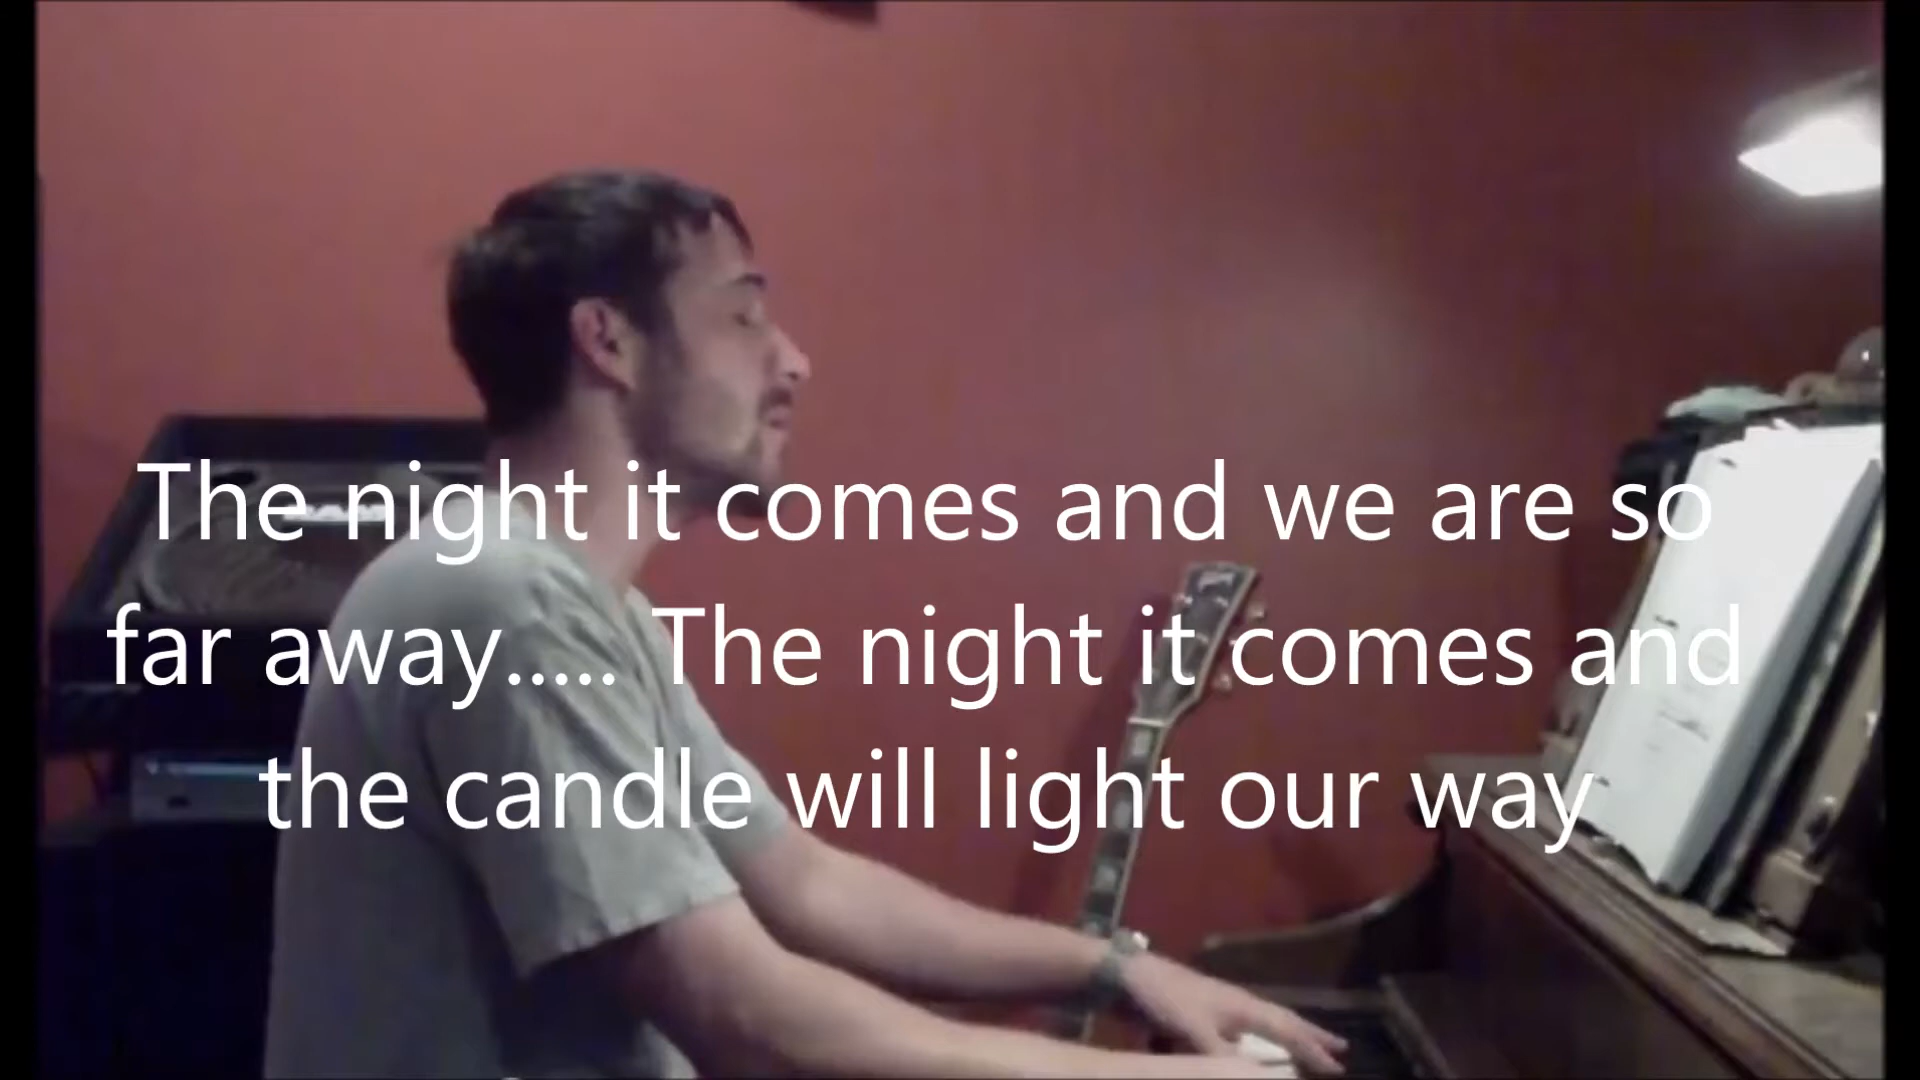 The night it comes and we are so
far away..... The night it comes and
the candle will light our way